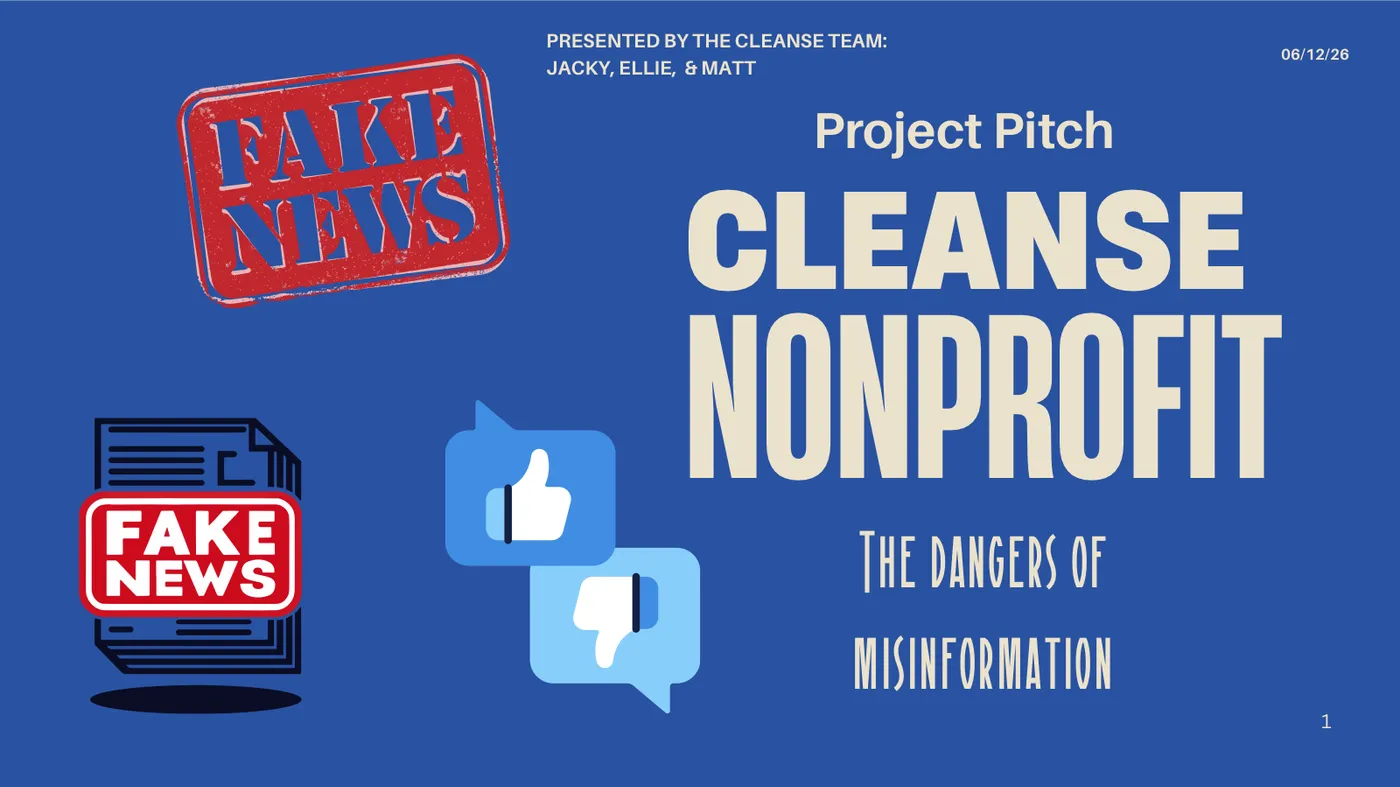 PRESENTED BY THE CLEANSE TEAM:
JACKY, ELLIE, & MATT
06/12/26
FAKE
NEWS
Project Pitch
CLEANSE
NONPROFIT
FAKE
NEWS
THE DANGERS OF
MISINFORMATION
1